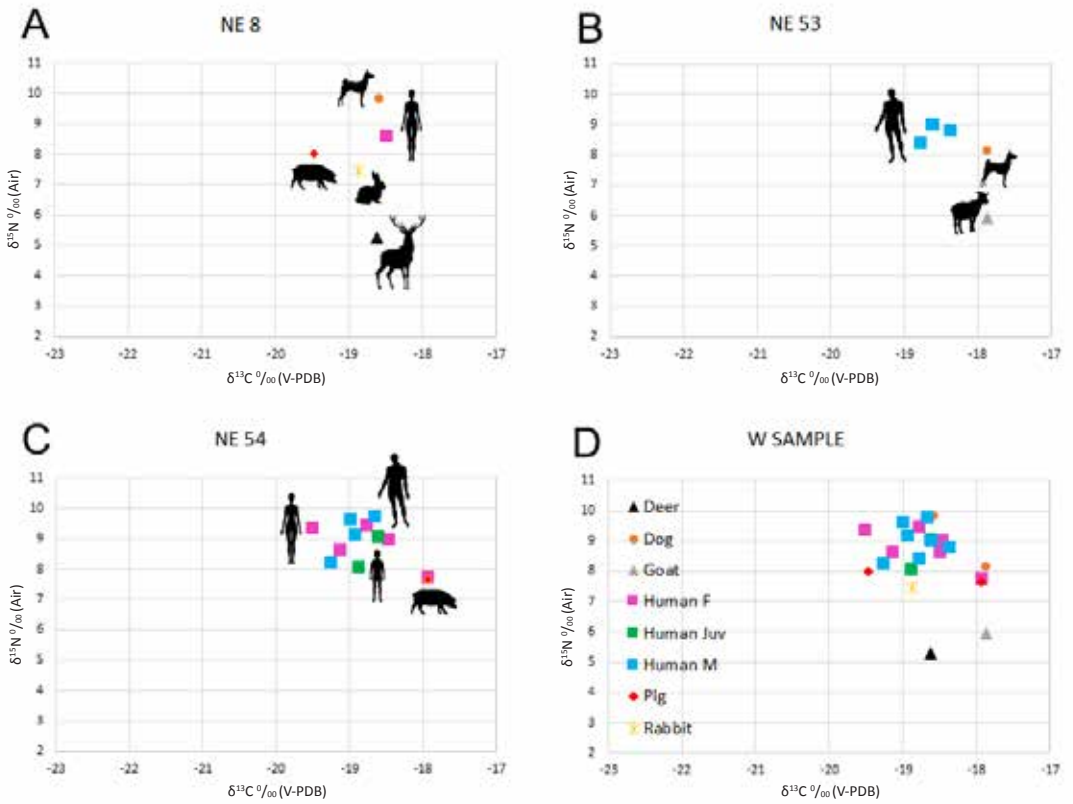 A
NE 8
11
10
9
8
7
6
5
4
3
2
δ¹⁵N ⁰/₀₀ (Air)
-23 -22 -21 -20 -19 -18 -17
δ¹³C ⁰/₀₀ (V-PDB)
B
NE 53
11
10
9
8
7
6
5
4
3
2
δ¹⁵N ⁰/₀₀ (Air)
-23 -22 -21 -20 -19 -18 -17
δ¹³C ⁰/₀₀ (V-PDB)
C
NE 54
11
10
9
8
7
6
5
4
3
2
δ¹⁵N ⁰/₀₀ (Air)
-23 -22 -21 -20 -19 -18 -17
δ¹³C ⁰/₀₀ (V-PDB)
D
W SAMPLE
11
10
9
8
7
6
5
4
3
2
δ¹⁵N ⁰/₀₀ (Air)
Deer
Dog
Goat
Human F
Human Juv
Human M
Pig
Rabbit
-25 -23 -21 -20 -19 -18 -17
δ¹³C ⁰/₀₀ (V-PDB)